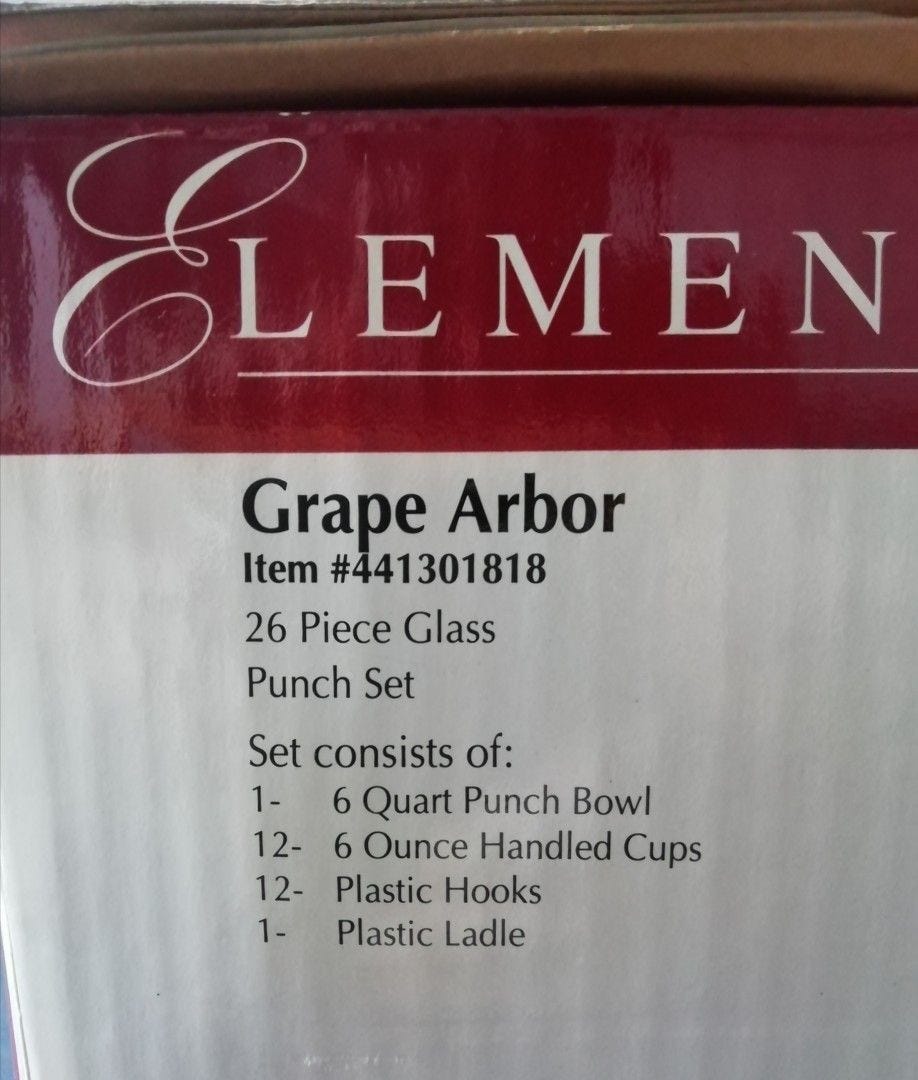 ELEMEN
Grape Arbor
Item #441301818
26 Piece Glass
Punch Set
Set consists of:
1- 6 Quart Punch Bowl
12- 6 Ounce Handled Cups
12- Plastic Hooks
1- Plastic Ladle